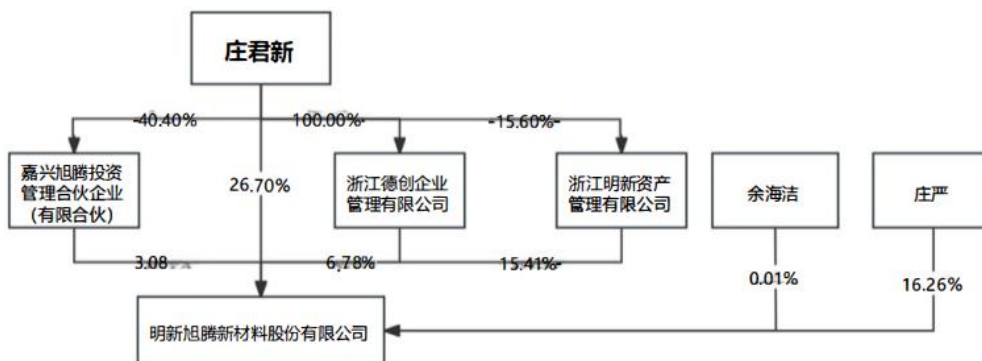 庄君新
-40.40%
100.00%-
-15.60%-
嘉兴旭腾投资
管理合伙企业
(有限合伙)
26.70%
浙江德创企业
管理有限公司
浙江明新资产
管理有限公司
余海洁
庄严
3.08
6.78%
15.41%-
0.01%
16.26%
明新旭腾新材料股份有限公司